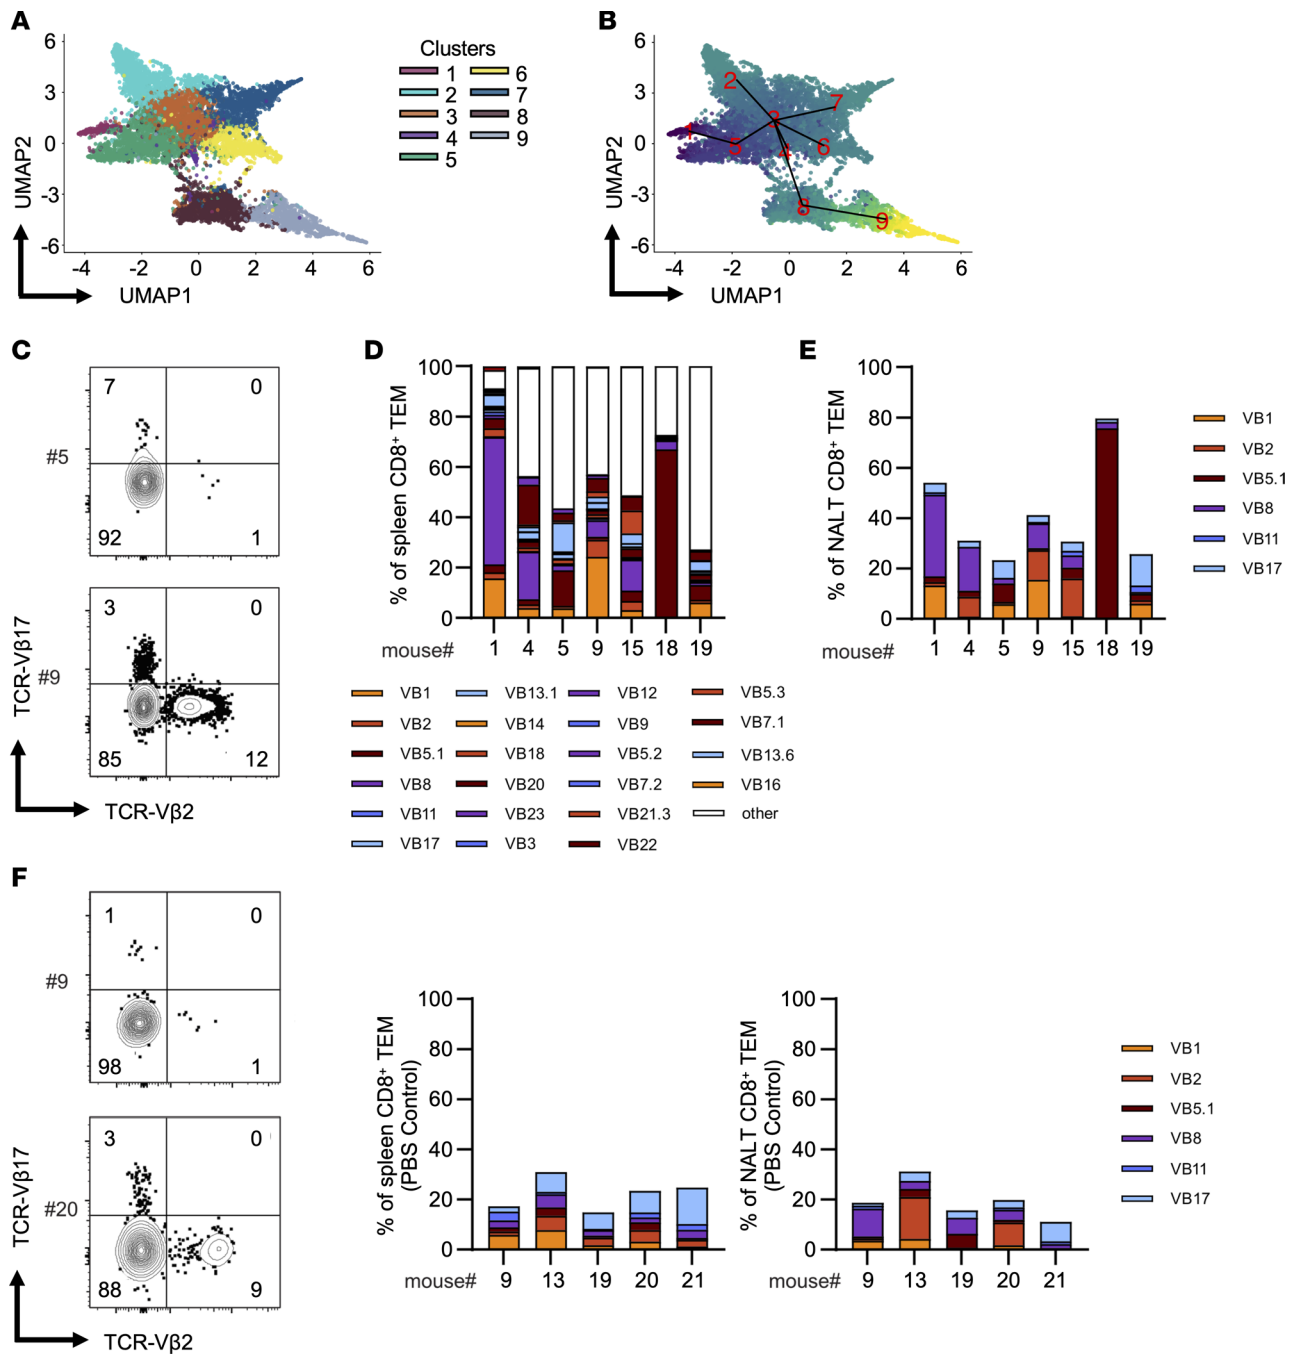 A
B
Clusters
1
6
2
7
3
8
4
9
5
UMAP2
6
3
0
-3
-6
-4
-2
0
2
4
6
UMAP1
UMAP2
6
3
0
-3
-6
-4
-2
0
2
4
6
UMAP1
1
2
3
4
5
6
7
8
9
C
#5
7
0
92
1
#9
3
0
85
12
TCR-Vβ17
TCR-Vβ2
D
% of spleen CD8+ TEM
100
80
60
40
20
0
mouse# 1 4 5 9 15 18 19
VB1
VB2
VB5.1
VB8
VB11
VB17
VB13.1
VB14
VB18
VB20
VB23
VB3
VB12
VB9
VB5.2
VB7.2
VB21.3
VB22
VB5.3
VB7.1
VB13.6
VB16
other
E
% of NALT CD8+ TEM
100
80
60
40
20
0
mouse# 1 4 5 9 15 18 19
VB1
VB2
VB5.1
VB8
VB11
VB17
F
#9
1
0
98
1
#20
3
0
88
9
TCR-Vβ17
TCR-Vβ2
% of spleen CD8+ TEM
(PBS Control)
100
80
60
40
20
0
mouse# 9 13 19 20 21
% of NALT CD8+ TEM
(PBS Control)
100
80
60
40
20
0
mouse# 9 13 19 20 21
VB1
VB2
VB5.1
VB8
VB11
VB17